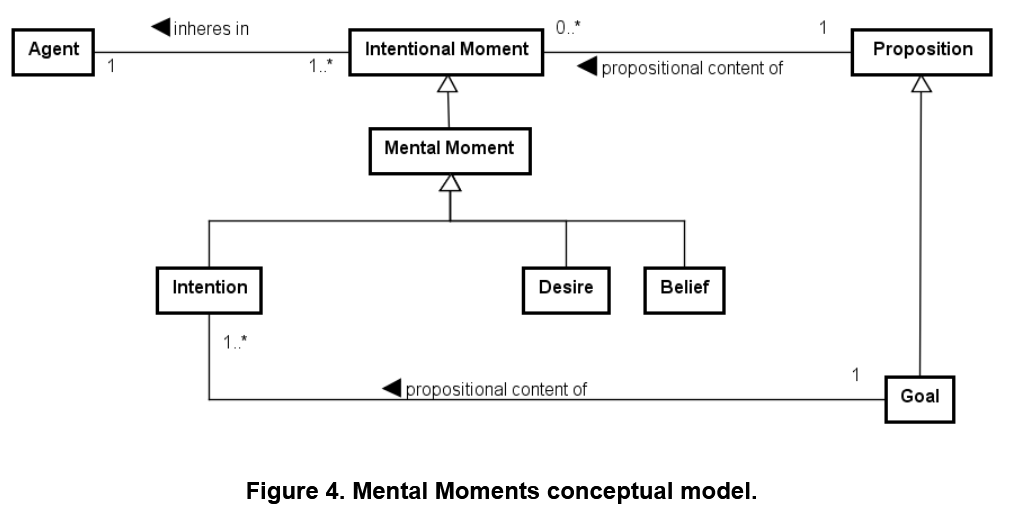 ◀ inheres in
0..*
1
Agent
Intentional Moment
Proposition
1
1..*
◀ propositional content of
Mental Moment
Intention
Desire
Belief
1..*
1
◀ propositional content of
Goal
Figure 4. Mental Moments conceptual model.